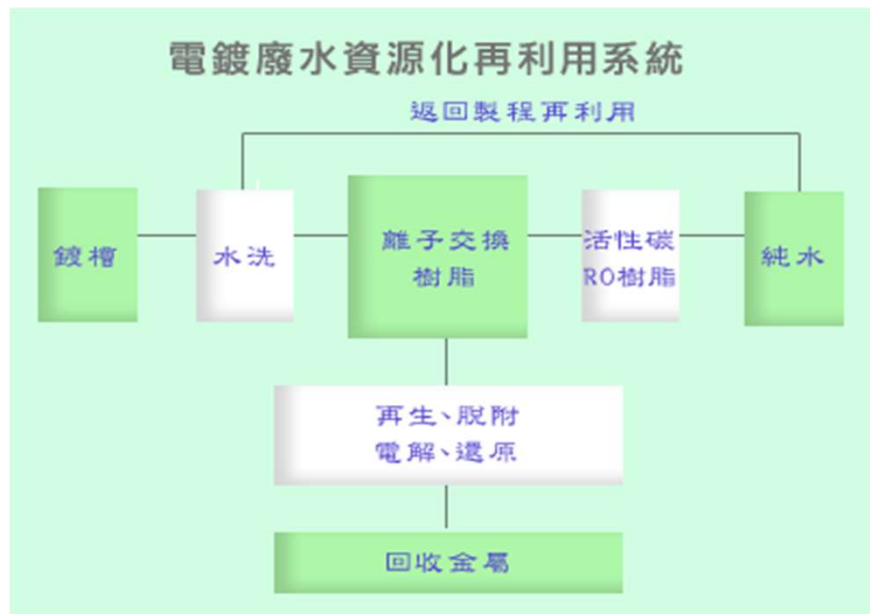 電鍍廢水資源化再利用系統
返回製程再利用
鍍槽
水洗
離子交換
樹脂
活性碳
RO樹脂
純水
再生、脫附
電解、還原
回收金屬